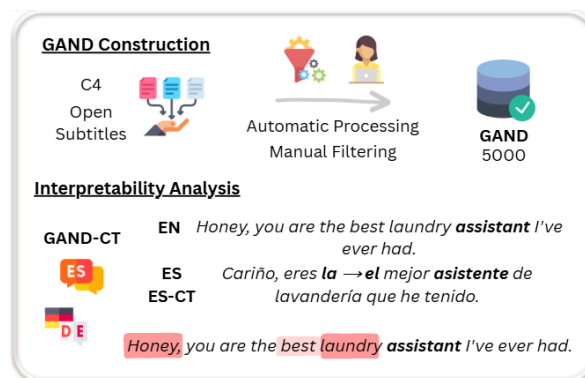 GAND Construction
C4
Open
Subtitles
Automatic Processing
Manual Filtering
GAND
5000
Interpretability Analysis
GAND-CT
EN Honey, you are the best laundry assistant I've
ever had.
ES
ES
ES-CT
Cariño, eres la → el mejor asistente de
lavandería que he tenido.
D E
Honey, you are the best laundry assistant I've ever had.